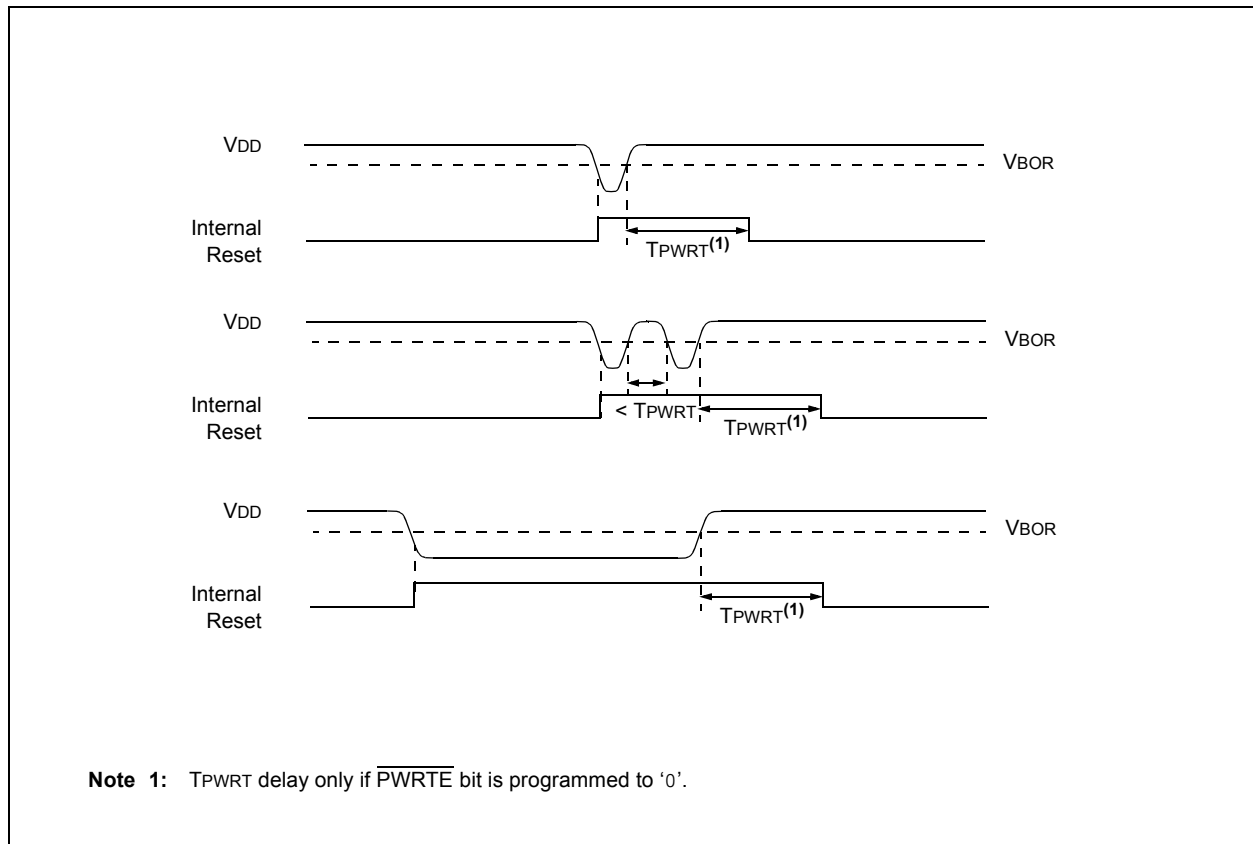 VDD
VBOR
Internal
Reset
TPWRT(1)
VDD
VBOR
Internal
Reset
< TPWRT
TPWRT(1)
VDD
VBOR
Internal
Reset
TPWRT(1)
Note 1: TPWRT delay only if PWRTE bit is programmed to ‘0’.